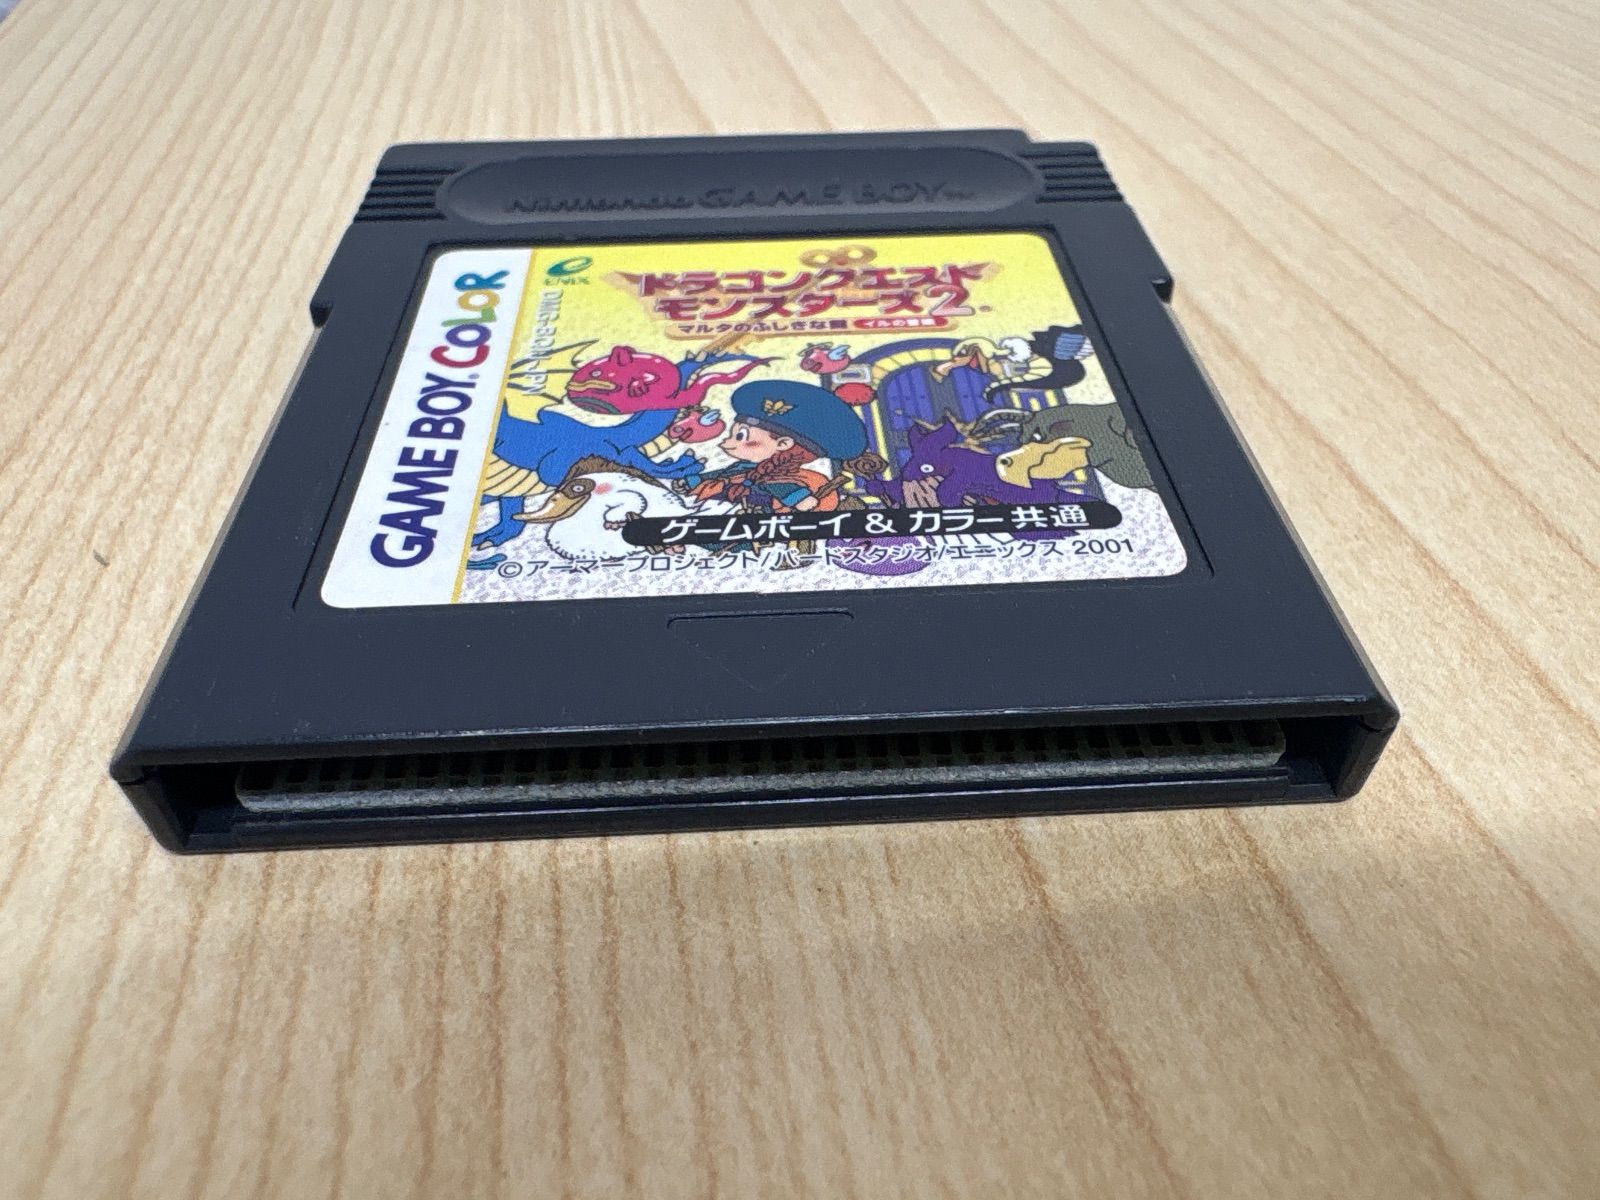 Nintendo GAME BOY™
GAME BOY COLOR
ENIX
ドラゴンクエスト
モンスターズ2
マルタのふしぎな鍵 イルの冒険
ゲームボーイ & カラー 共通
©アーマープロジェクト/バードスタジオ/エニックス 2001